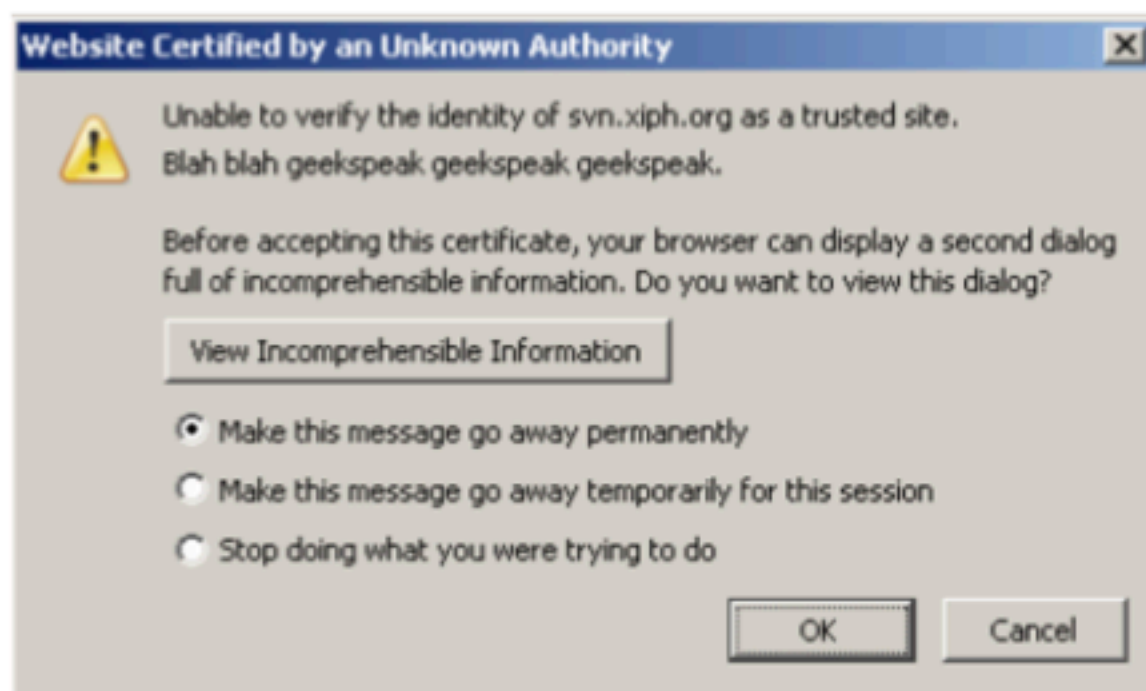 Website Certified by an Unknown Authority
Unable to verify the identity of svn.xiph.org as a trusted site.
Blah blah geekspeak geekspeak geekspeak.
Before accepting this certificate, your browser can display a second dialog
full of incomprehensible information. Do you want to view this dialog?
View Incomprehensible Information
Make this message go away permanently
Make this message go away temporarily for this session
Stop doing what you were trying to do
OK Cancel